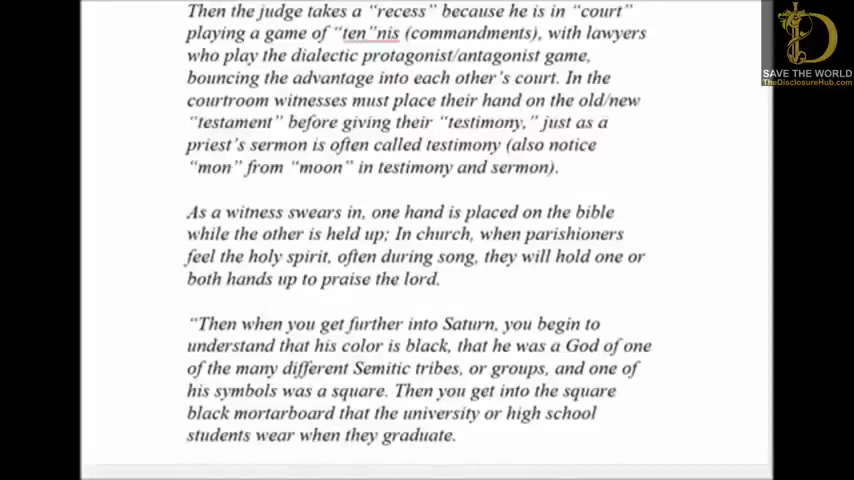 Then the judge takes a “recess” because he is in “court”
playing a game of “ten”nis (commandments), with lawyers
who play the dialectic protagonist/antagonist game,
bouncing the advantage into each other’s court. In the
courtroom witnesses must place their hand on the old/new
“testament” before giving their “testimony,” just as a
priest’s sermon is often called testimony (also notice
“mon” from “moon” in testimony and sermon).
As a witness swears in, one hand is placed on the bible
while the other is held up; In church, when parishioners
feel the holy spirit, often during song, they will hold one or
both hands up to praise the lord.
“Then when you get further into Saturn, you begin to
understand that his color is black, that he was a God of one
of the many different Semitic tribes, or groups, and one of
his symbols was a square. Then you get into the square
black mortarboard that the university or high school
students wear when they graduate.
SAVE THE WORLD
TheDisclosureHub.com